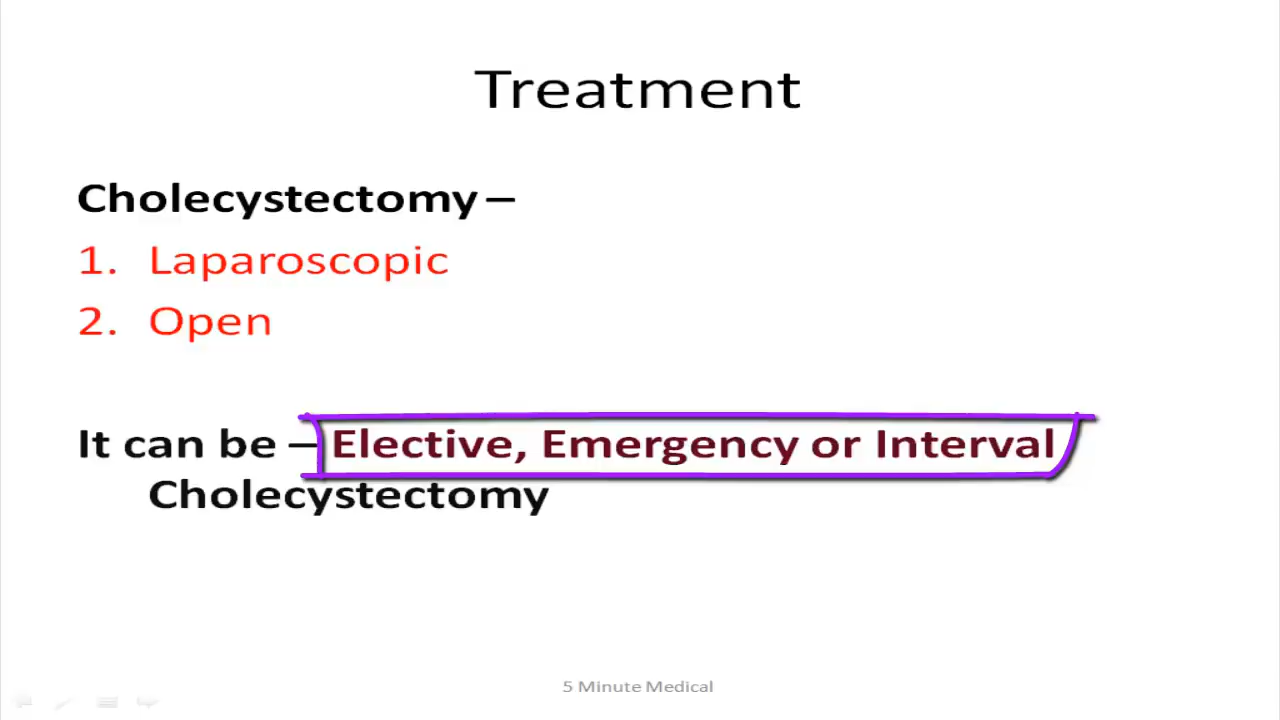 Treatment
Cholecystectomy –
1. Laparoscopic
2. Open
It can be – Elective, Emergency or Interval
Cholecystectomy
5 Minute Medical